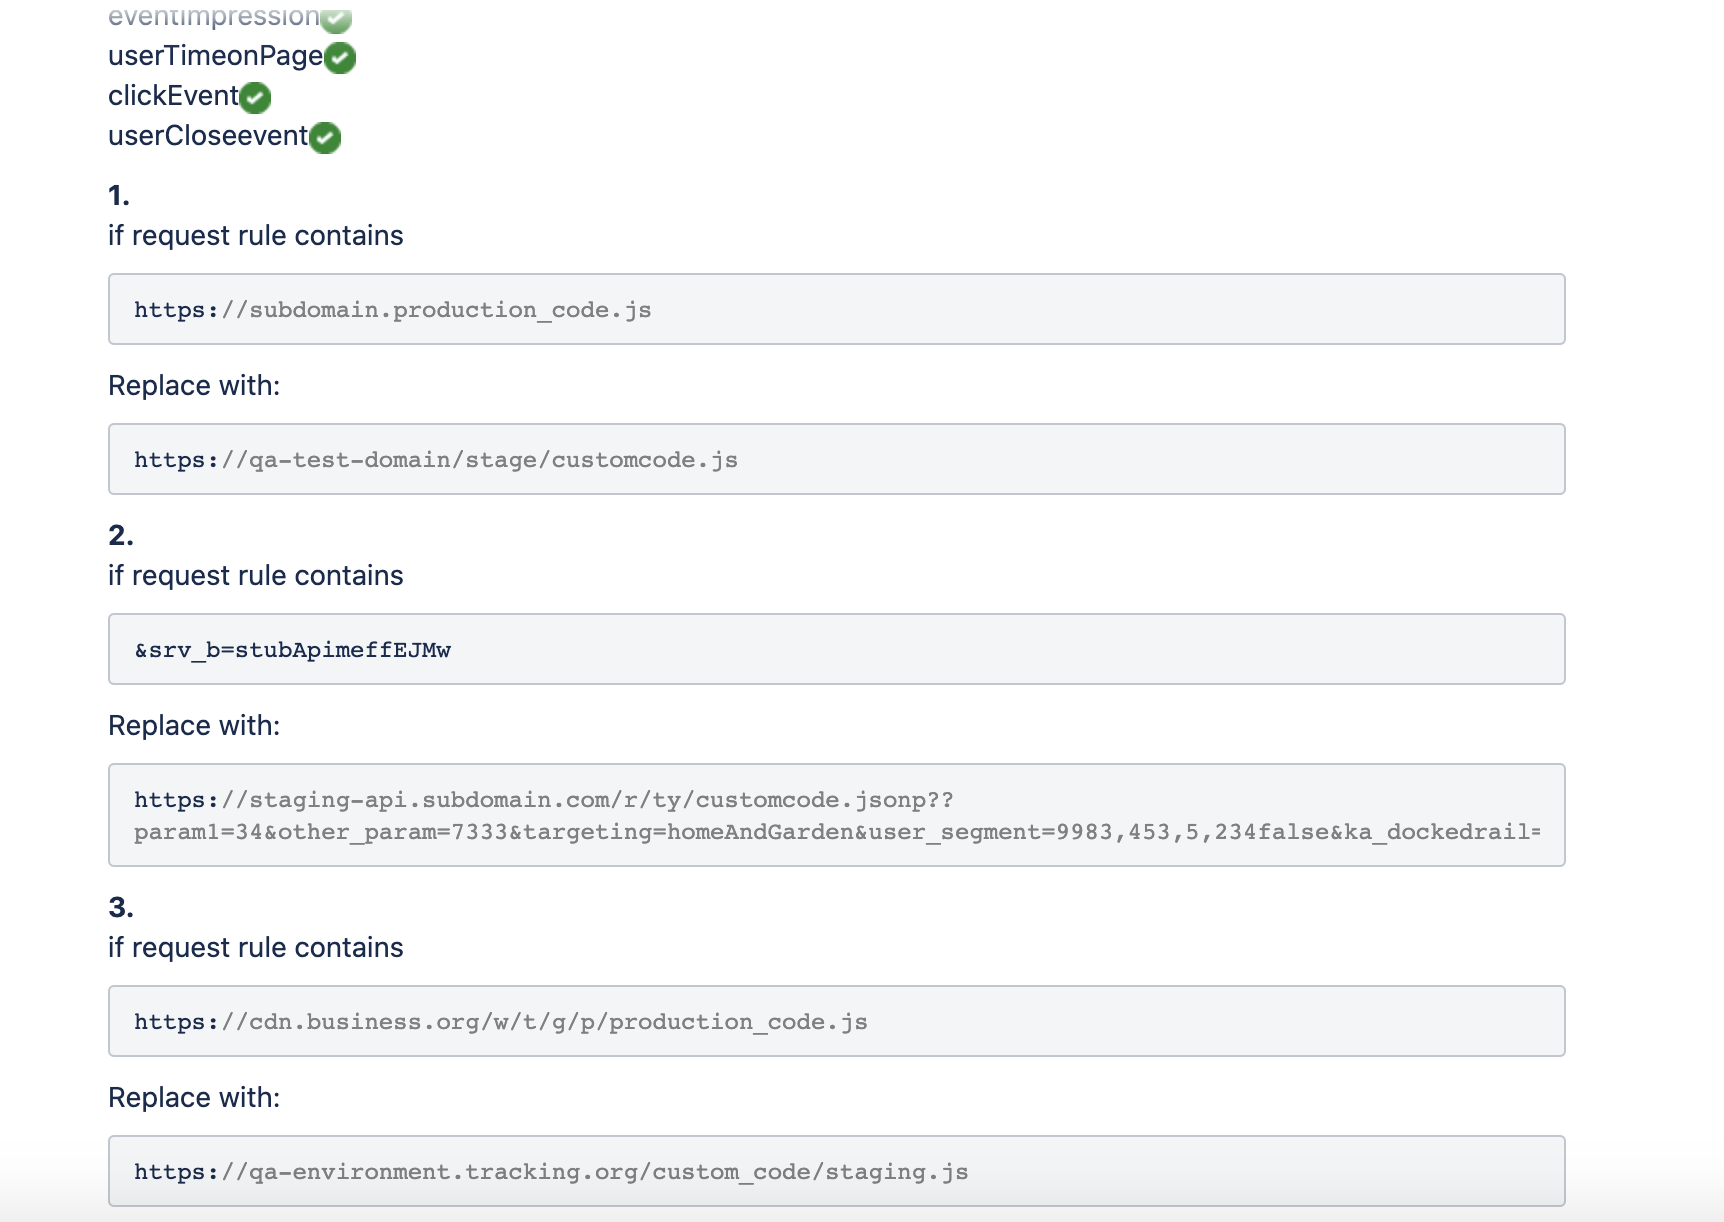 eventImpression
userTimeonPage
clickEvent
userCloseevent
1.
if request rule contains
https://subdomain.production_code.js
Replace with:
https://qa-test-domain/stage/customcode.js
2.
if request rule contains
&srv_b=stubApimeffEJMw
Replace with:
https://staging-api.subdomain.com/r/ty/customcode.jsonp??
param1=34&other_param=7333&targeting=homeAndGarden&user_segment=9983,453,5,234false&ka_dockedrail=
3.
if request rule contains
https://cdn.business.org/w/t/g/p/production_code.js
Replace with:
https://qa-environment.tracking.org/custom_code/staging.js